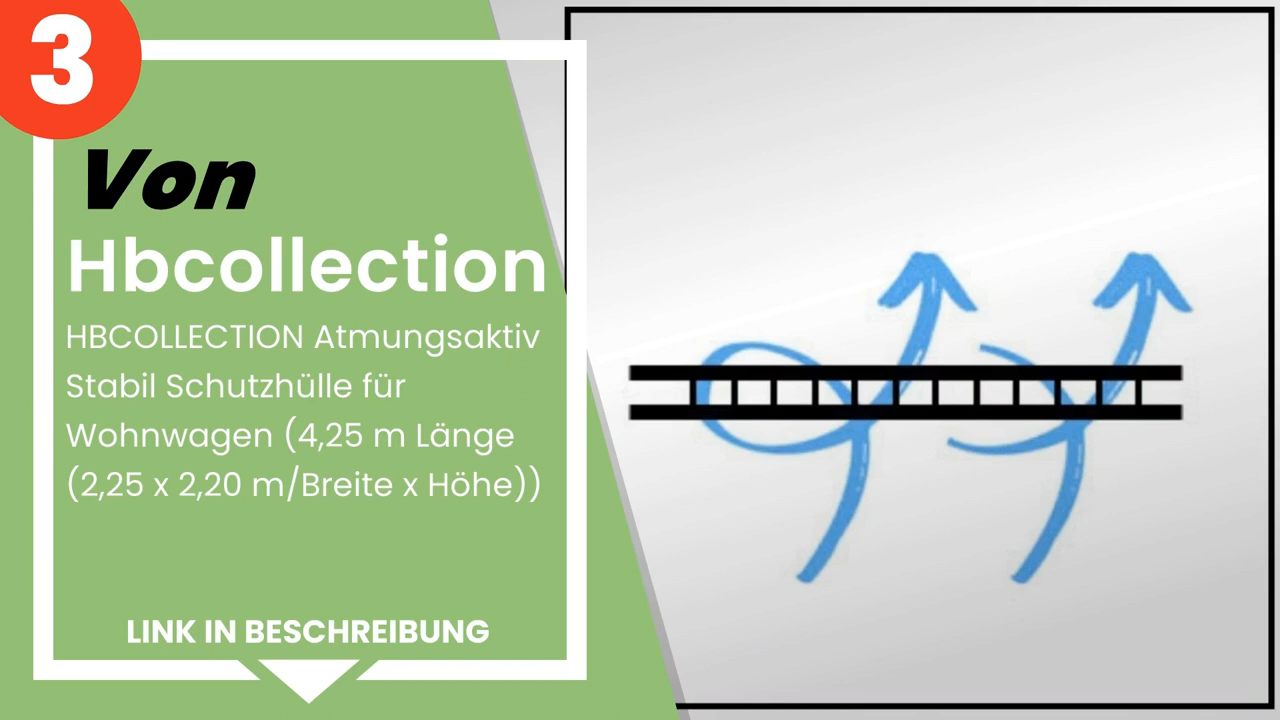 3
Von
Hbcollection
HBCOLLECTION Atmungsaktiv
Stabil Schutzhülle für
Wohnwagen (4,25 m Länge
(2,25 x 2,20 m/Breite x Höhe))
LINK IN BESCHREIBUNG